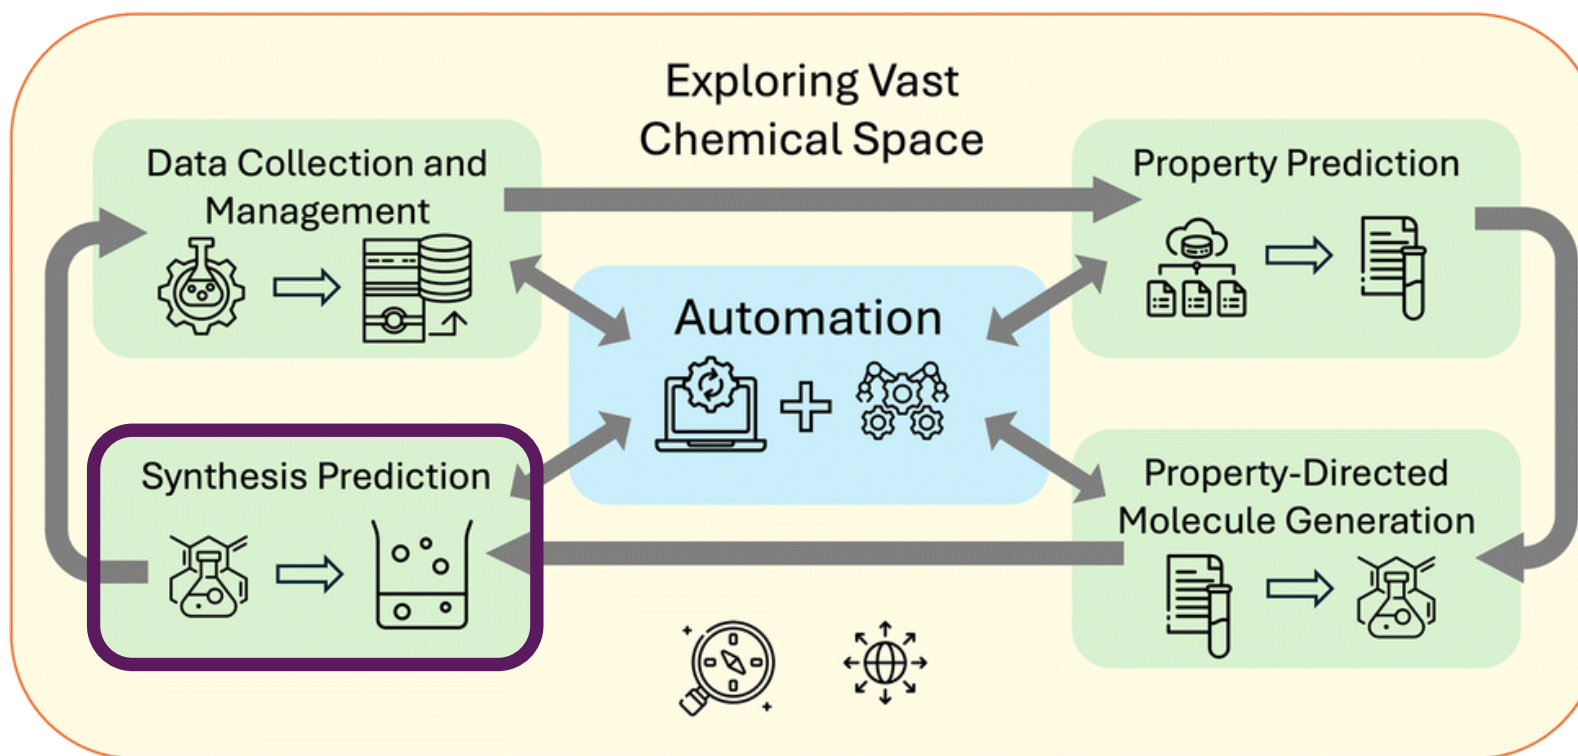 Exploring Vast
Chemical Space
Data Collection and
Management
Property Prediction
Automation
Synthesis Prediction
Property-Directed
Molecule Generation